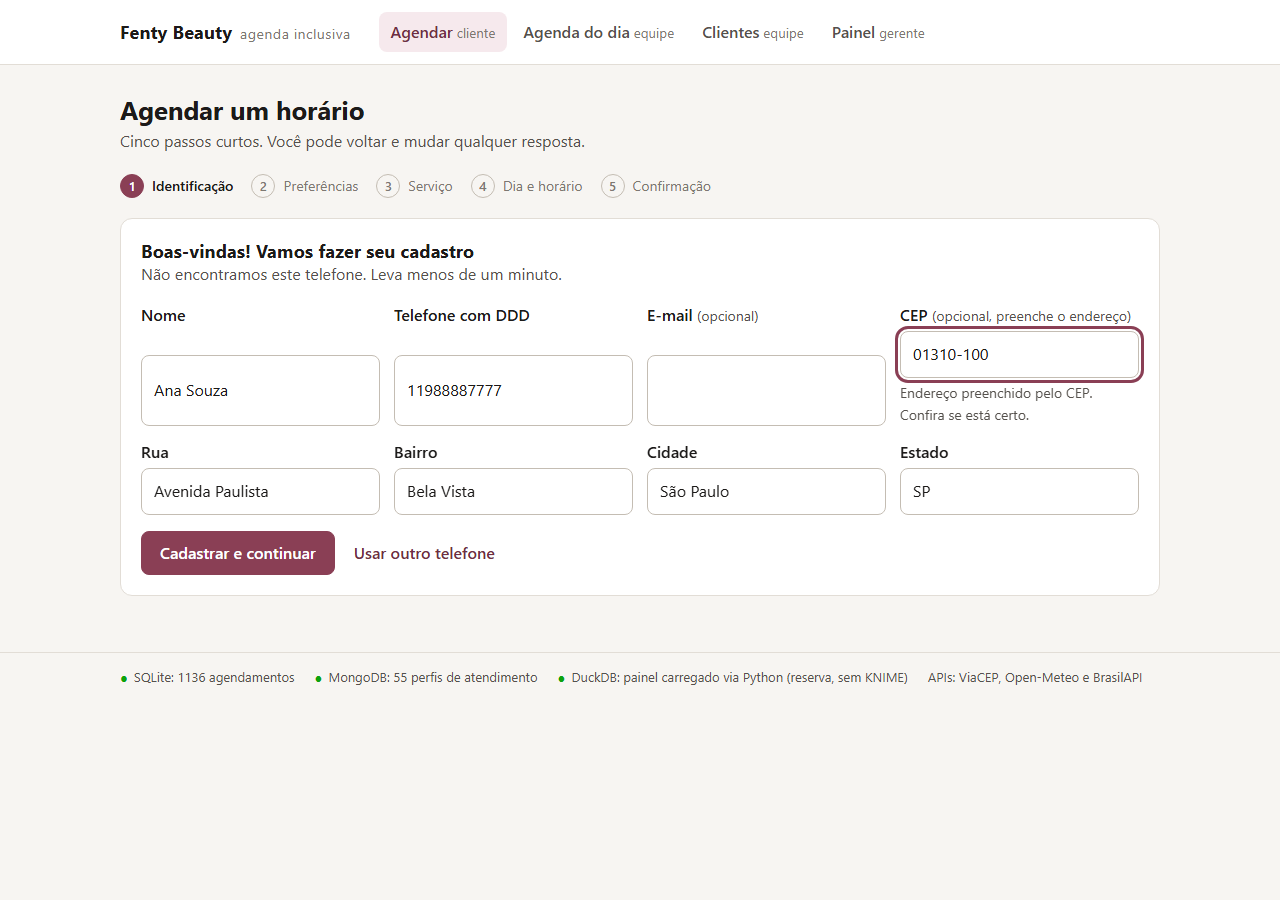 Fenty Beauty agenda inclusiva Agendar cliente Agenda do dia equipe Clientes equipe Painel gerente
Agendar um horário
Cinco passos curtos. Você pode voltar e mudar qualquer resposta.
1 Identificação 2 Preferências 3 Serviço 4 Dia e horário 5 Confirmação
Boas-vindas! Vamos fazer seu cadastro
Não encontramos este telefone. Leva menos de um minuto.
Nome Telefone com DDD E-mail (opcional) CEP (opcional, preenche o endereço)
Ana Souza 11988887777 01310-100
Endereço preenchido pelo CEP.
Confira se está certo.
Rua Bairro Cidade Estado
Avenida Paulista Bela Vista São Paulo SP
Cadastrar e continuar Usar outro telefone
SQLite: 1136 agendamentos MongoDB: 55 perfis de atendimento DuckDB: painel carregado via Python (reserva, sem KNIME) APIs: ViaCEP, Open-Meteo e BrasilAPI